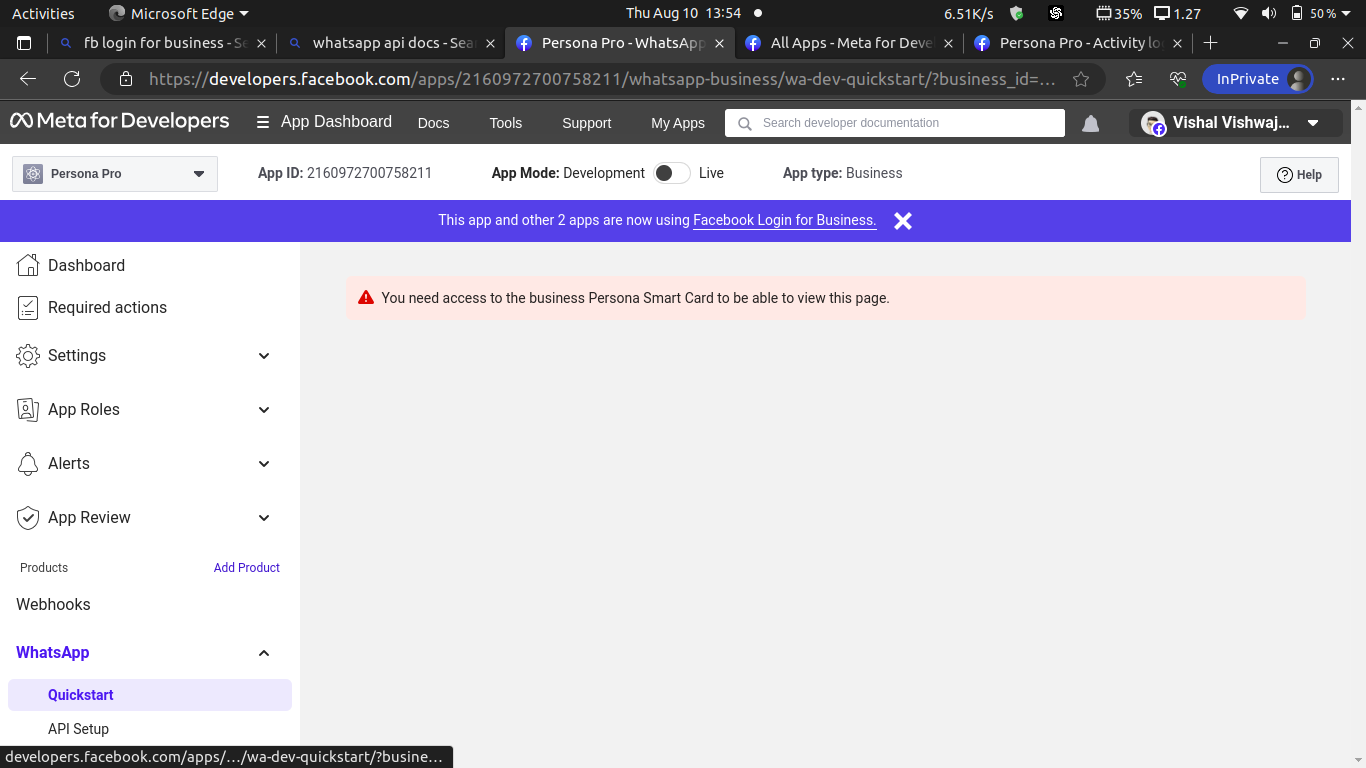 Activities Microsoft Edge Thu Aug 10 13:54 6.51K/s 35% 1.27 50%
fb login for business - Se whatsapp api docs - Sear Persona Pro - WhatsApp All Apps - Meta for Deve Persona Pro - Activity lo
https://developers.facebook.com/apps/2160972700758211/whatsapp-business/wa-dev-quickstart/?business_id=... InPrivate
Meta for Developers App Dashboard Docs Tools Support My Apps Search developer documentation Vishal Vishwaj...
Persona Pro App ID: 2160972700758211 App Mode: Development Live App type: Business Help
This app and other 2 apps are now using Facebook Login for Business.
Dashboard
You need access to the business Persona Smart Card to be able to view this page.
Required actions
Settings
App Roles
Alerts
App Review
Products Add Product
Webhooks
WhatsApp
Quickstart
API Setup
developers.facebook.com/apps/.../wa-dev-quickstart/?busine...